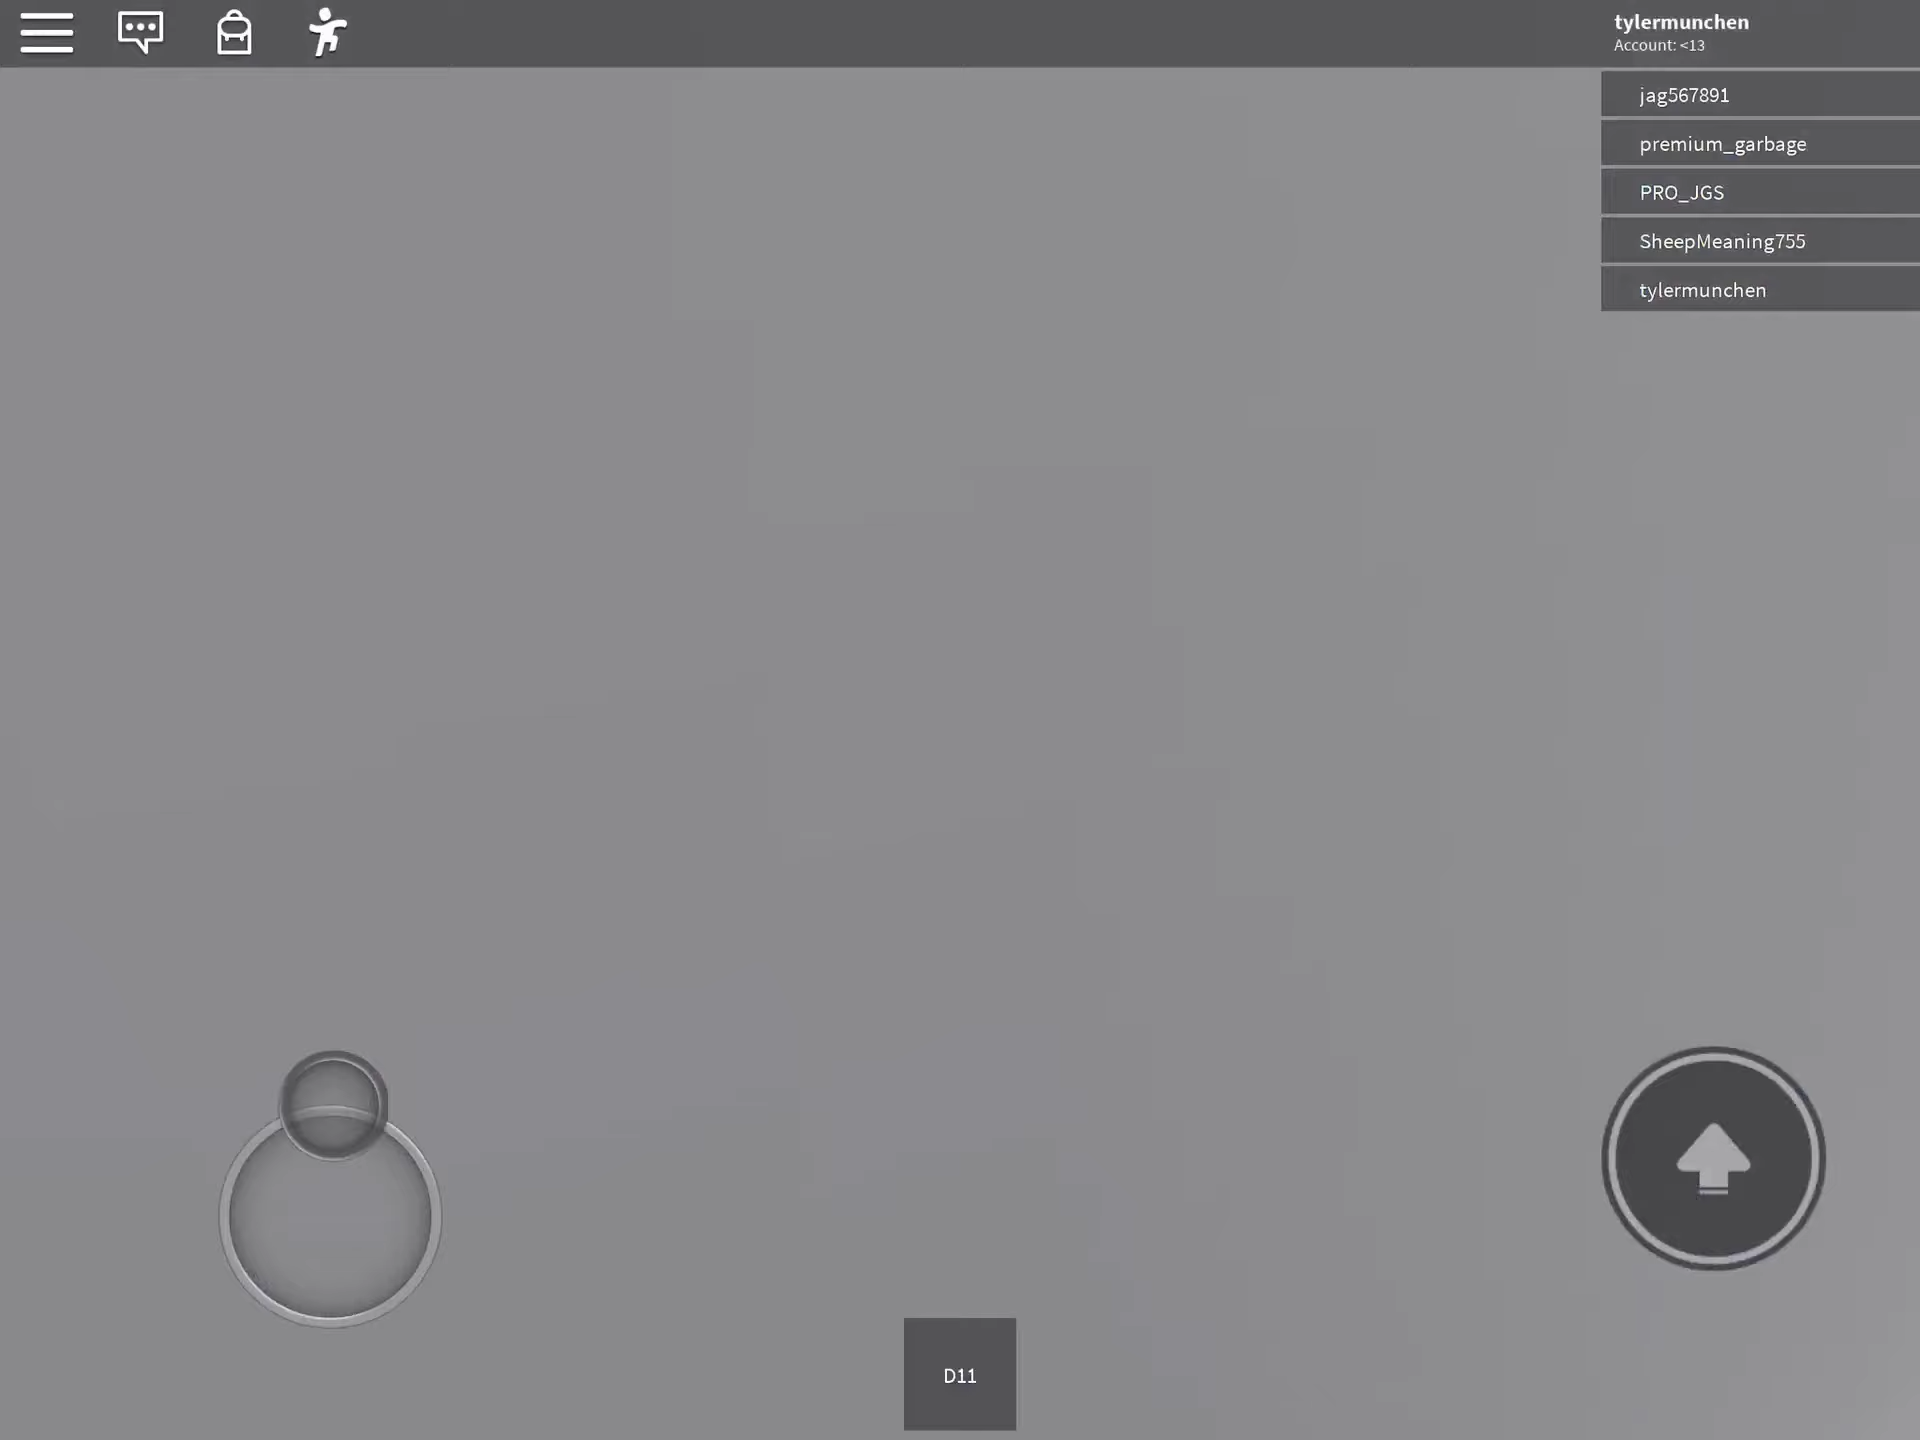 tylermunchen
Account: <13
jag567891
premium_garbage
PRO_JGS
SheepMeaning755
tylermunchen
D11